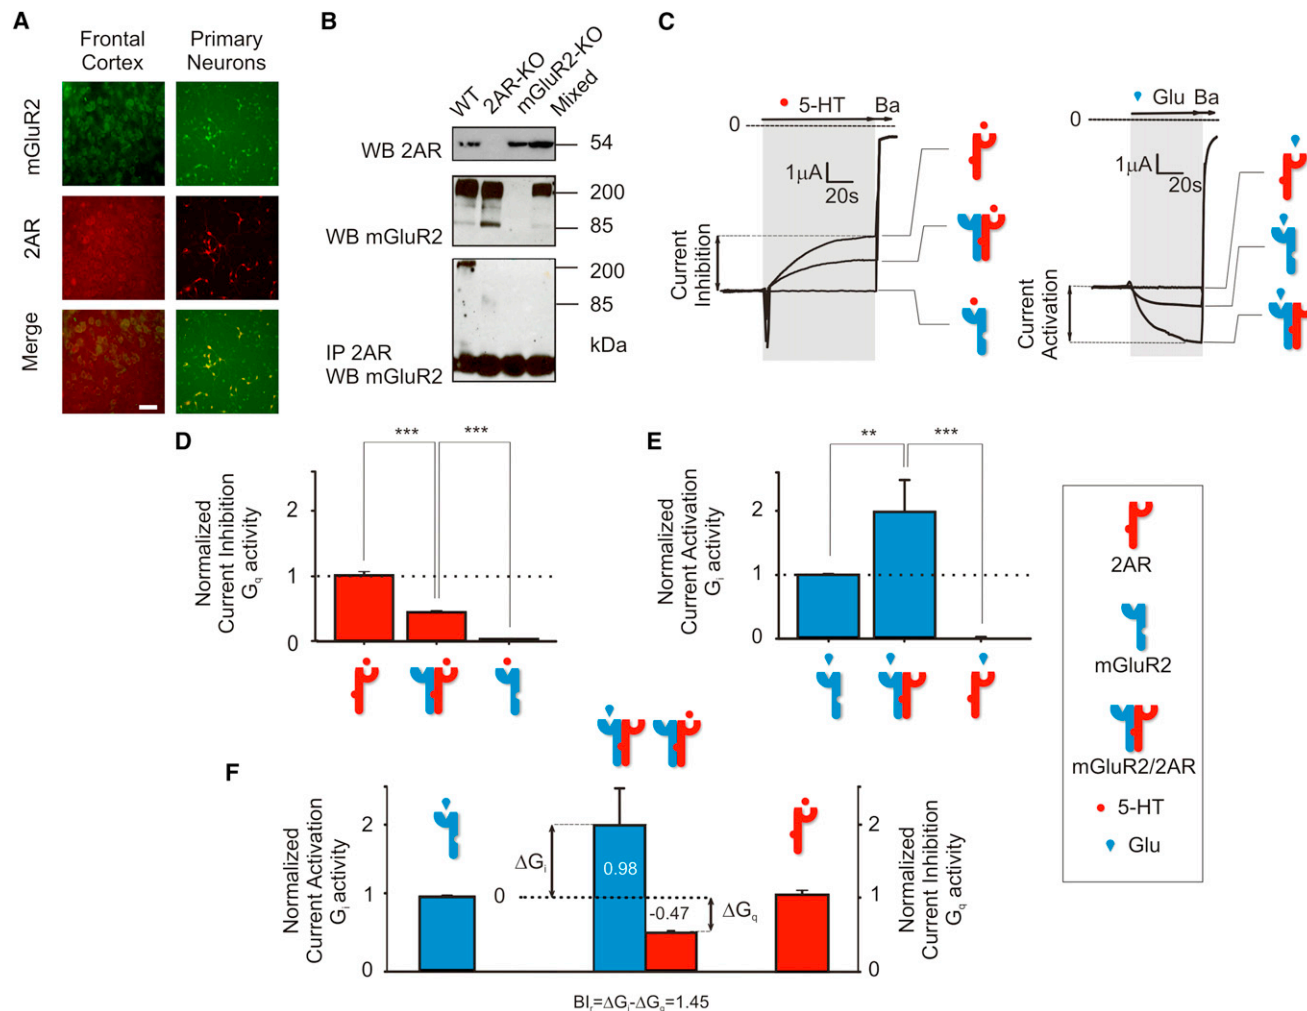 A
Frontal
Cortex
Primary
Neurons
mGluR2
2AR
Merge
B
WT
2AR-KO
mGluR2-KO
Mixed
WB 2AR
54
WB mGluR2
200
85
200
85
kDa
IP 2AR
WB mGluR2
C
5-HT
Ba
0
1μA
20s
Current
Inhibition
Glu
Ba
0
1μA
20s
Current
Activation
D
***
***
Normalized
Current Inhibition
Gq activity
2
1
0
E
**
***
Normalized
Current Activation
Gi activity
2
1
0
2AR
mGluR2
mGluR2/2AR
5-HT
Glu
F
Normalized
Current Activation
Gi activity
2
1
0
ΔGi
0
0.98
-0.47
ΔGq
2
1
0
Normalized
Current Inhibition
Gq activity
BIr=ΔGi-ΔGq=1.45